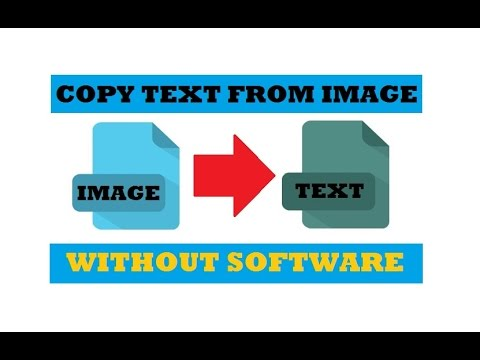 COPY TEXT FROM IMAGE
IMAGE
TEXT
WITHOUT SOFTWARE